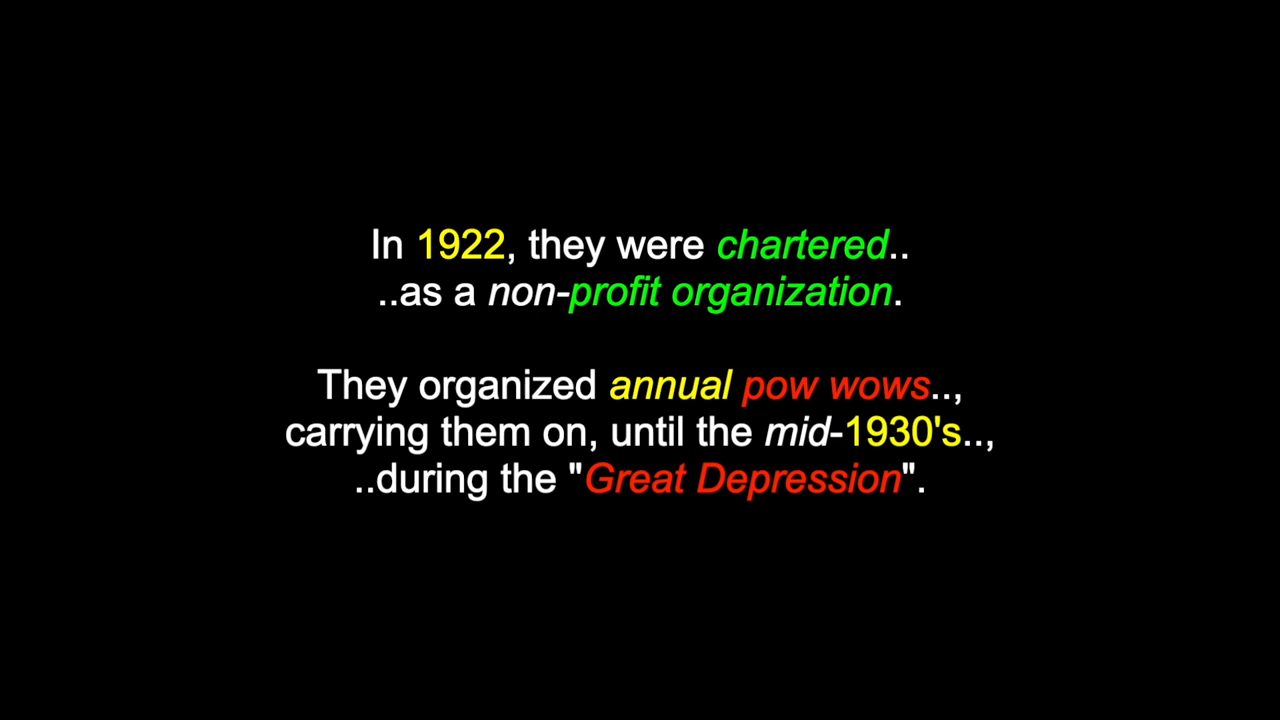 In 1922, they were chartered..
..as a non-profit organization.
They organized annual pow wows..,
carrying them on, until the mid-1930's..,
..during the "Great Depression".